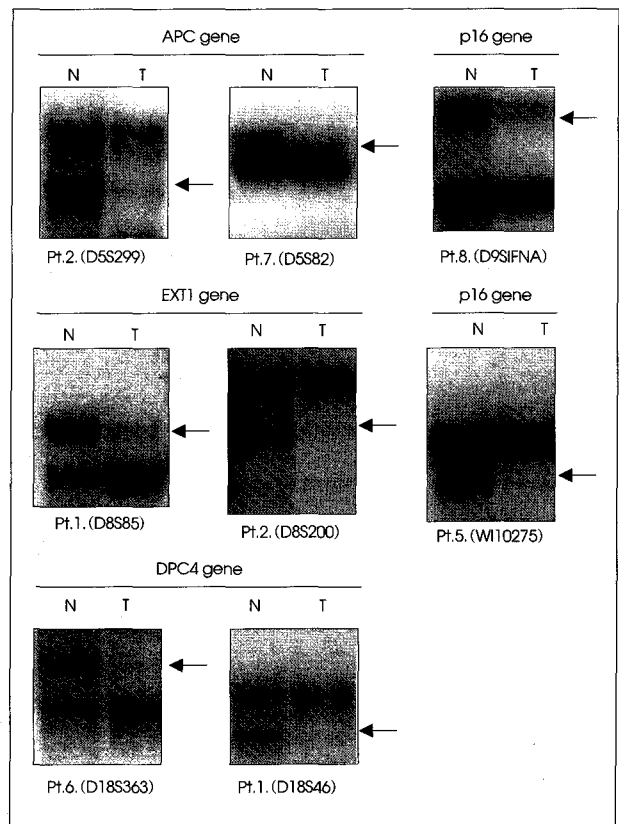 APC gene p16 gene
N T N T N T
Pt.2. (D5S299) Pt.7. (D5S82) Pt.8. (D9SIFNA)
EXT1 gene p16 gene
N T N T N T
Pt.1. (D8S85) Pt.2. (D8S200) Pt.5. (WI10275)
DPC4 gene
N T N T
Pt.6. (D18S363) Pt.1. (D18S46)